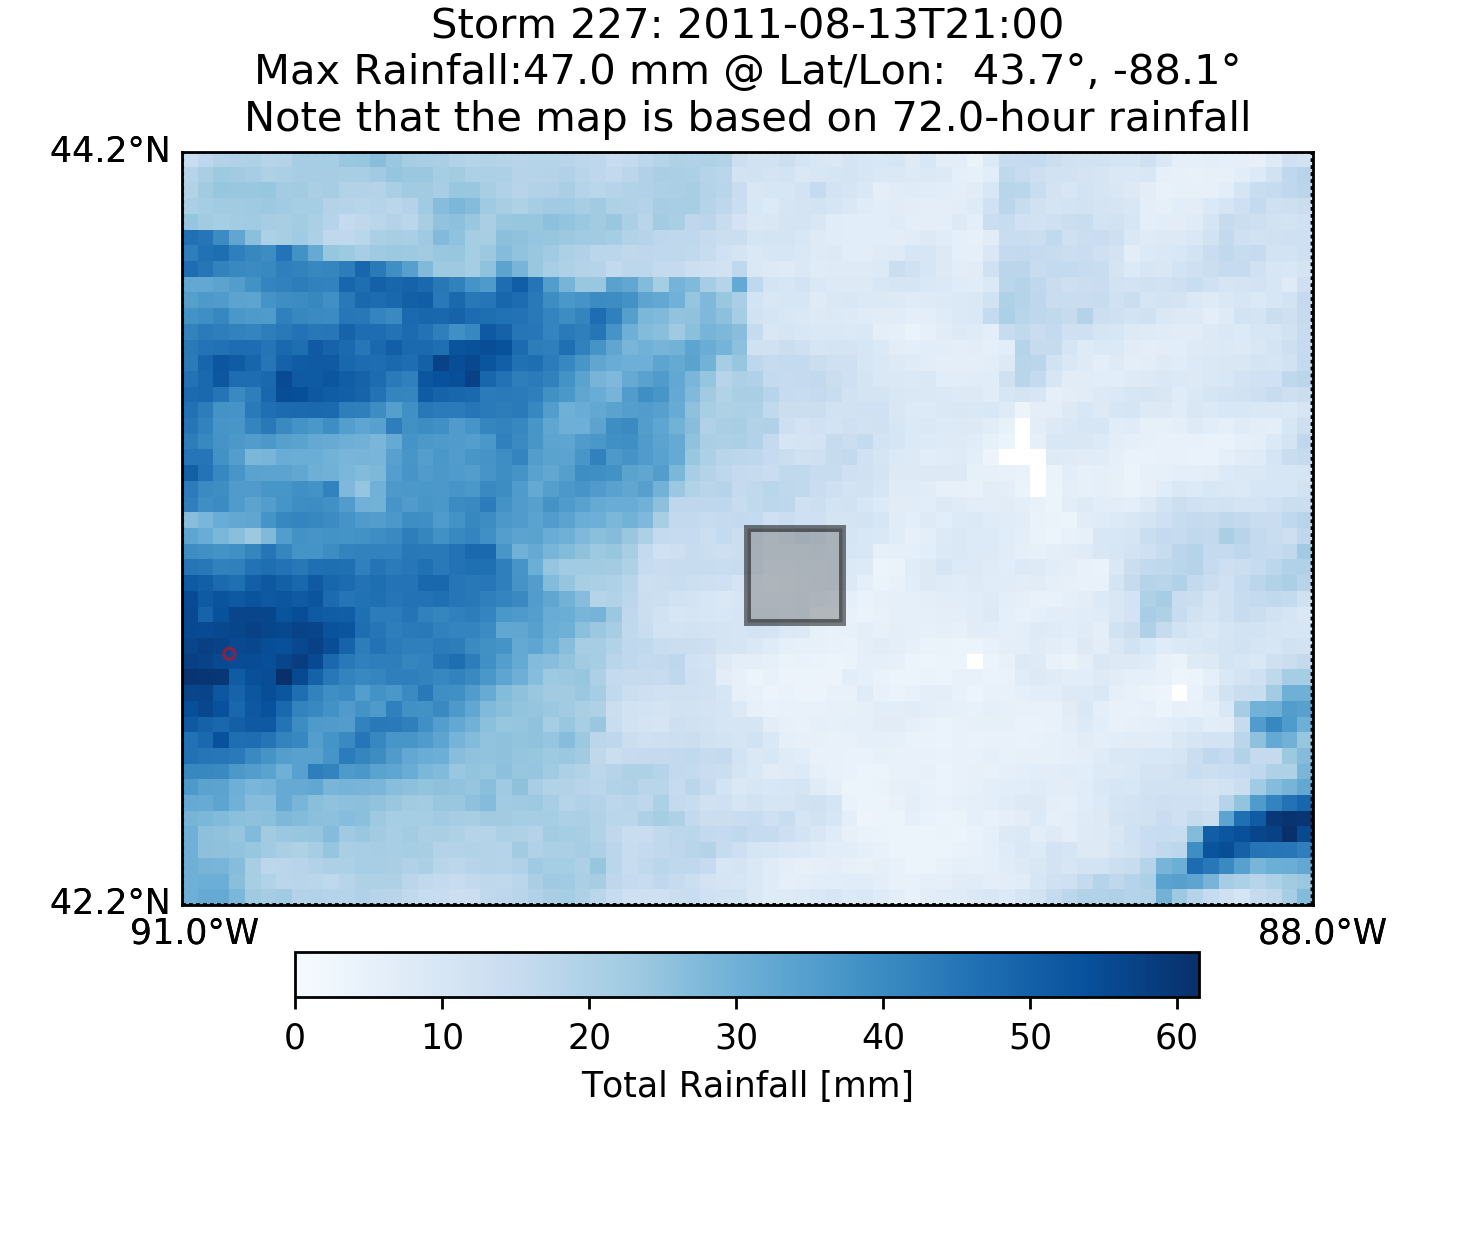 Storm 227: 2011-08-13T21:00
Max Rainfall:47.0 mm @ Lat/Lon:  43.7°, -88.1°
Note that the map is based on 72.0-hour rainfall
44.2°N
42.2°N
91.0°W
88.0°W
0 10 20 30 40 50 60
Total Rainfall [mm]